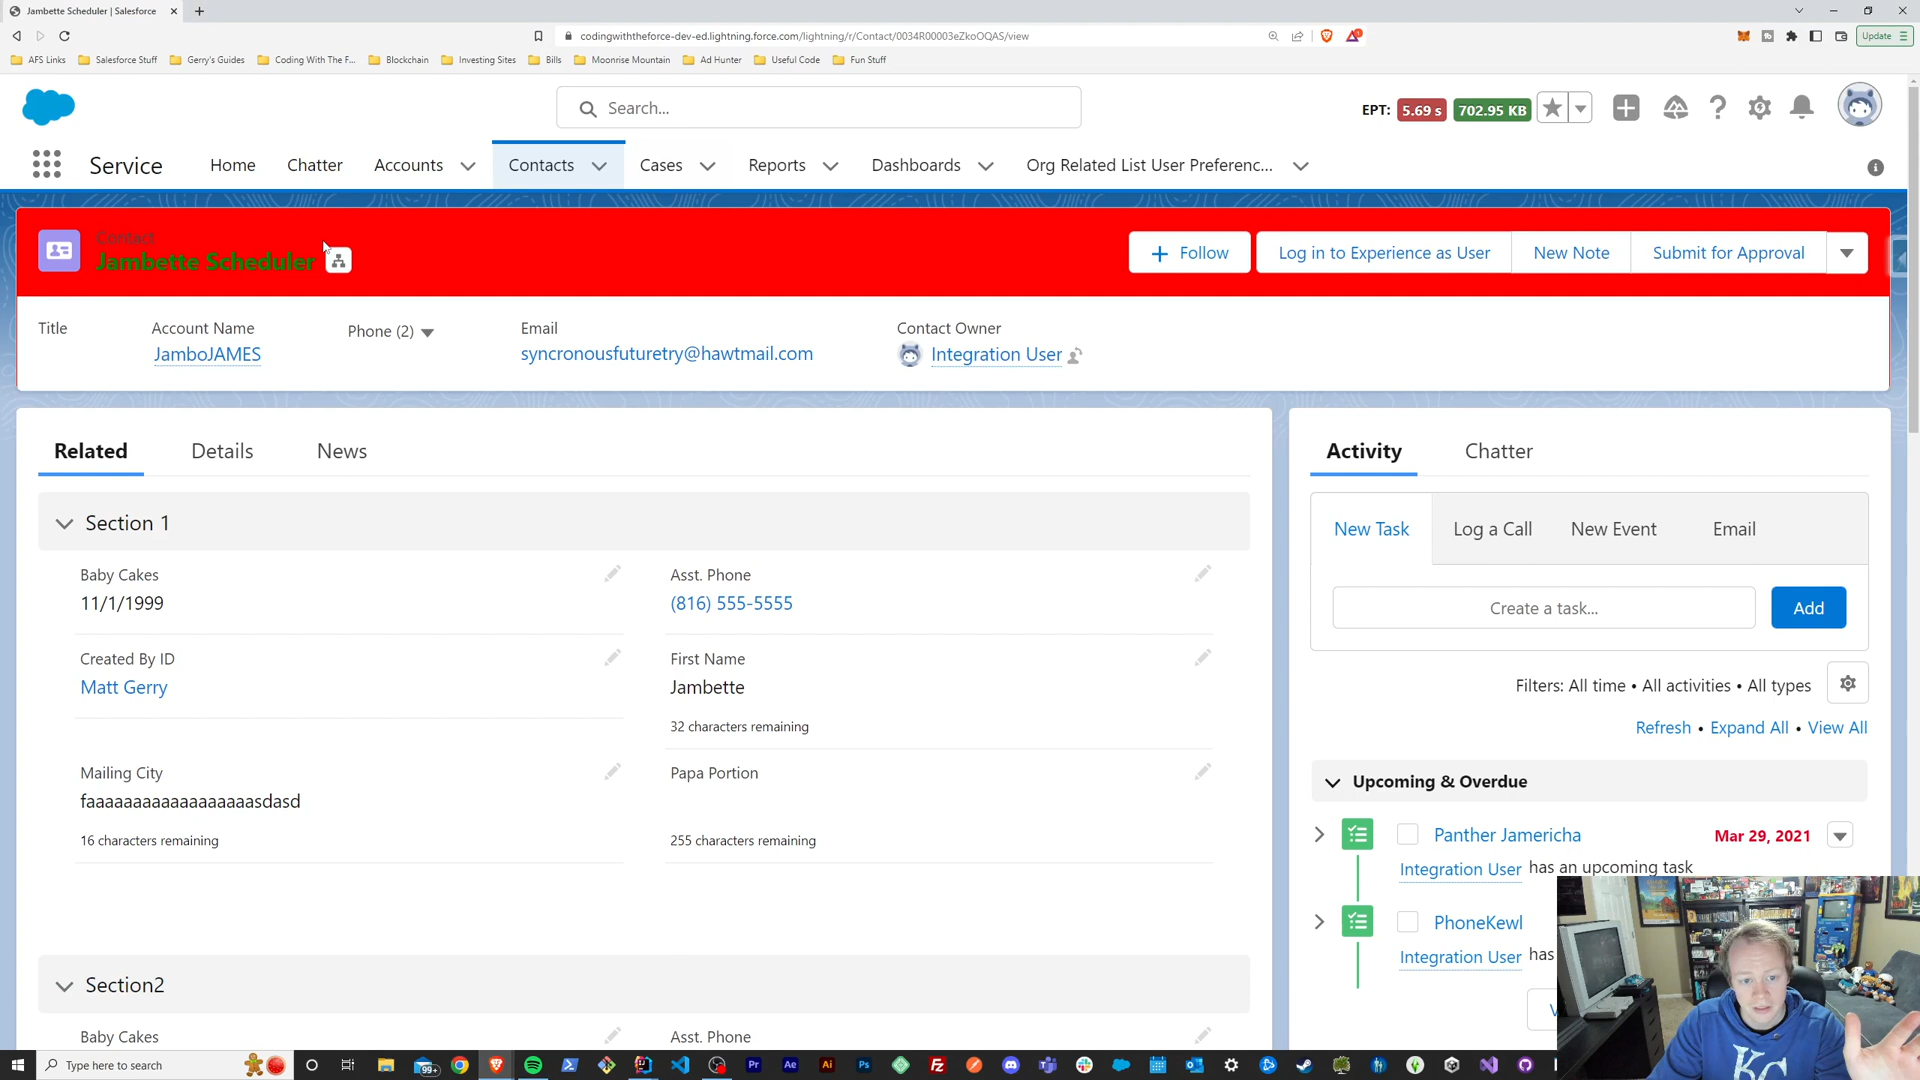 Jambette Scheduler | Salesforce
codingwiththeforce-dev-ed.lightning.force.com/lightning/r/Contact/0034R00003eZkoOQAS/view
Update
AFS Links
Salesforce Stuff
Gerry's Guides
Coding With The F...
Blockchain
Investing Sites
Bills
Moonrise Mountain
Ad Hunter
Useful Code
Fun Stuff
Search...
EPT: 5.69 s 702.95 KB
Service
Home
Chatter
Accounts
Contacts
Cases
Reports
Dashboards
Org Related List User Preferenc...
Contact
Jambette Scheduler
Follow
Log in to Experience as User
New Note
Submit for Approval
Title
Account Name
JamboJAMES
Phone (2)
Email
syncronousfuturetry@hawtmail.com
Contact Owner
Integration User
Related
Details
News
Section 1
Baby Cakes
11/1/1999
Asst. Phone
(816) 555-5555
Created By ID
Matt Gerry
First Name
Jambette
32 characters remaining
Mailing City
faaaaaaaaaaaaaaaaaasdasd
16 characters remaining
Papa Portion
255 characters remaining
Section2
Baby Cakes
Asst. Phone
Activity
Chatter
New Task
Log a Call
New Event
Email
Create a task...
Add
Filters: All time • All activities • All types
Refresh • Expand All • View All
Upcoming & Overdue
Panther Jamericha
Mar 29, 2021
Integration User has an upcoming task
PhoneKewl
Integration User has
KC
Type here to search
99+